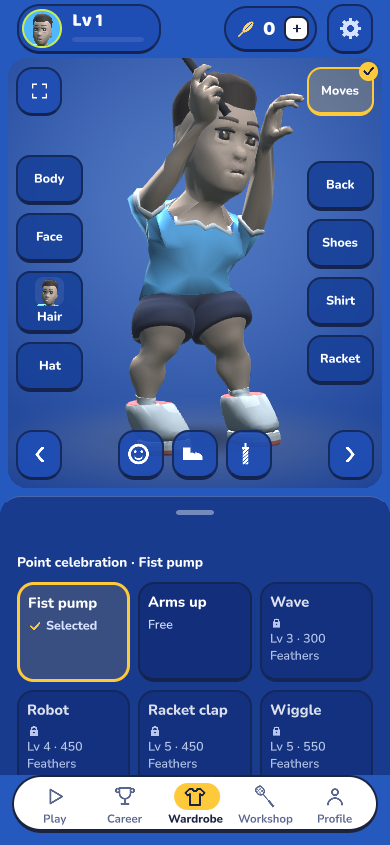 Lv 1
0
+
Moves
Body
Face
Hair
Hat
Back
Shoes
Shirt
Racket
Point celebration · Fist pump
Fist pump
Selected
Arms up
Free
Wave
Lv 3 · 300
Feathers
Robot
Lv 4 · 450
Feathers
Racket clap
Lv 5 · 450
Feathers
Wiggle
Lv 5 · 550
Feathers
Play
Career
Wardrobe
Workshop
Profile